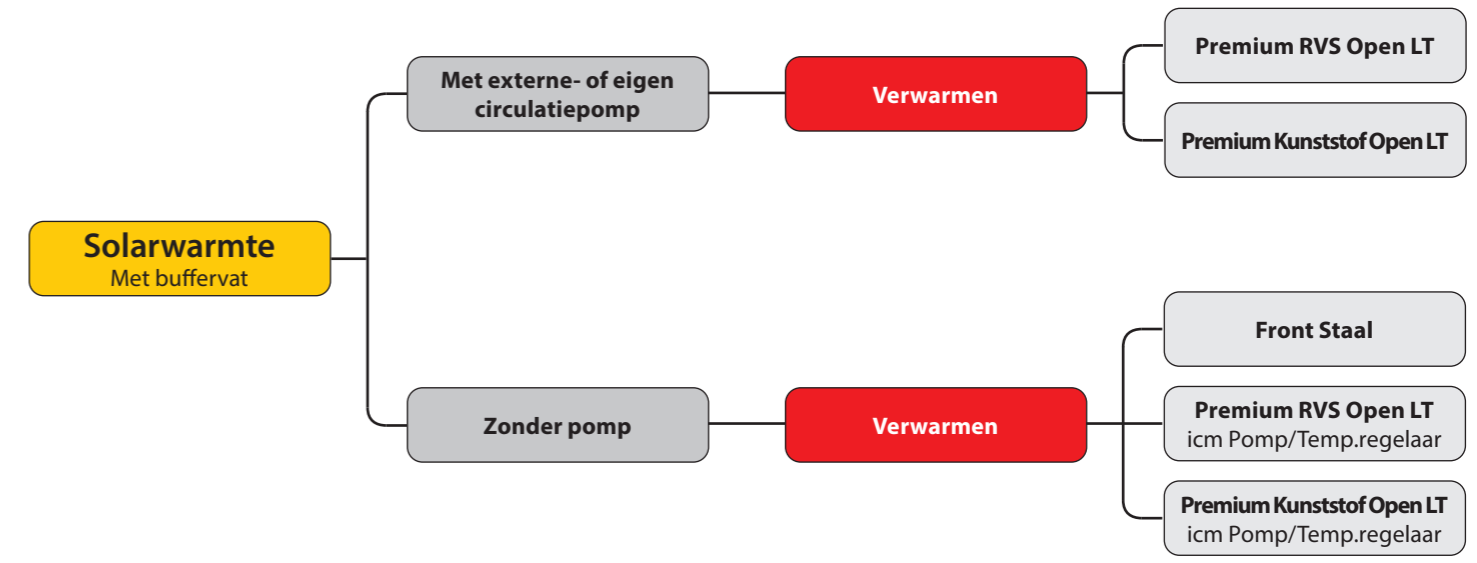 Solarwarmte
Met buffervat
Met externe- of eigen
circulatiepomp
Verwarmen
Premium RVS Open LT
Premium Kunststof Open LT
Zonder pomp
Verwarmen
Front Staal
Premium RVS Open LT
icm Pomp/Temp.regelaar
Premium Kunststof Open LT
icm Pomp/Temp.regelaar